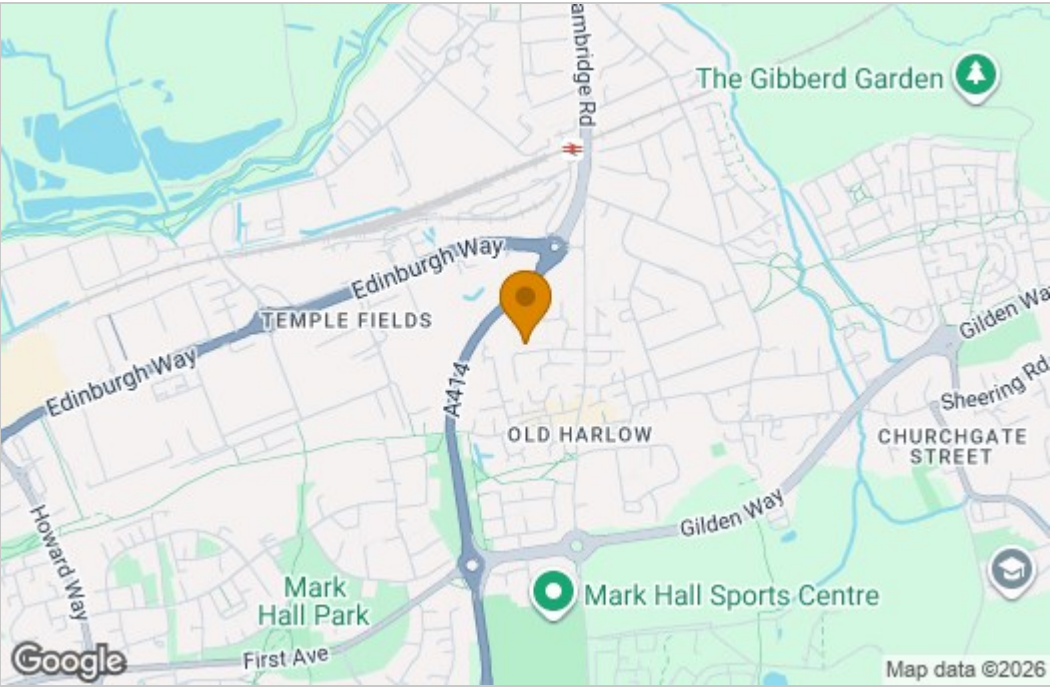 ambridge Rd
The Gibberd Garden
Edinburgh Way
TEMPLE FIELDS
Gilden Wa
Edinburgh Way
A414
Sheering Rd
OLD HARLOW
CHURCHGATE
STREET
Gilden Way
Howard Way
Mark
Hall Park
Mark Hall Sports Centre
First Ave
Google
Map data ©2026